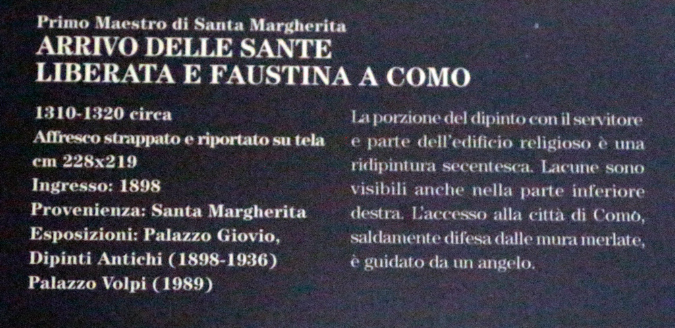 Primo Maestro di Santa Margherita
ARRIVO DELLE SANTE
LIBERATA E FAUSTINA A COMO
1310-1320 circa
Affresco strappato e riportato su tela
cm 228x219
Ingresso: 1898
Provenienza: Santa Margherita
Esposizioni: Palazzo Giovio,
Dipinti Antichi (1898-1936)
Palazzo Volpi (1989)
La porzione del dipinto con il servitore
e parte dell'edificio religioso è una
ridipintura secentesca. Lacune sono
visibili anche nella parte inferiore
destra. L'accesso alla città di Como,
saldamente difesa dalle mura merlate,
è guidato da un angelo.